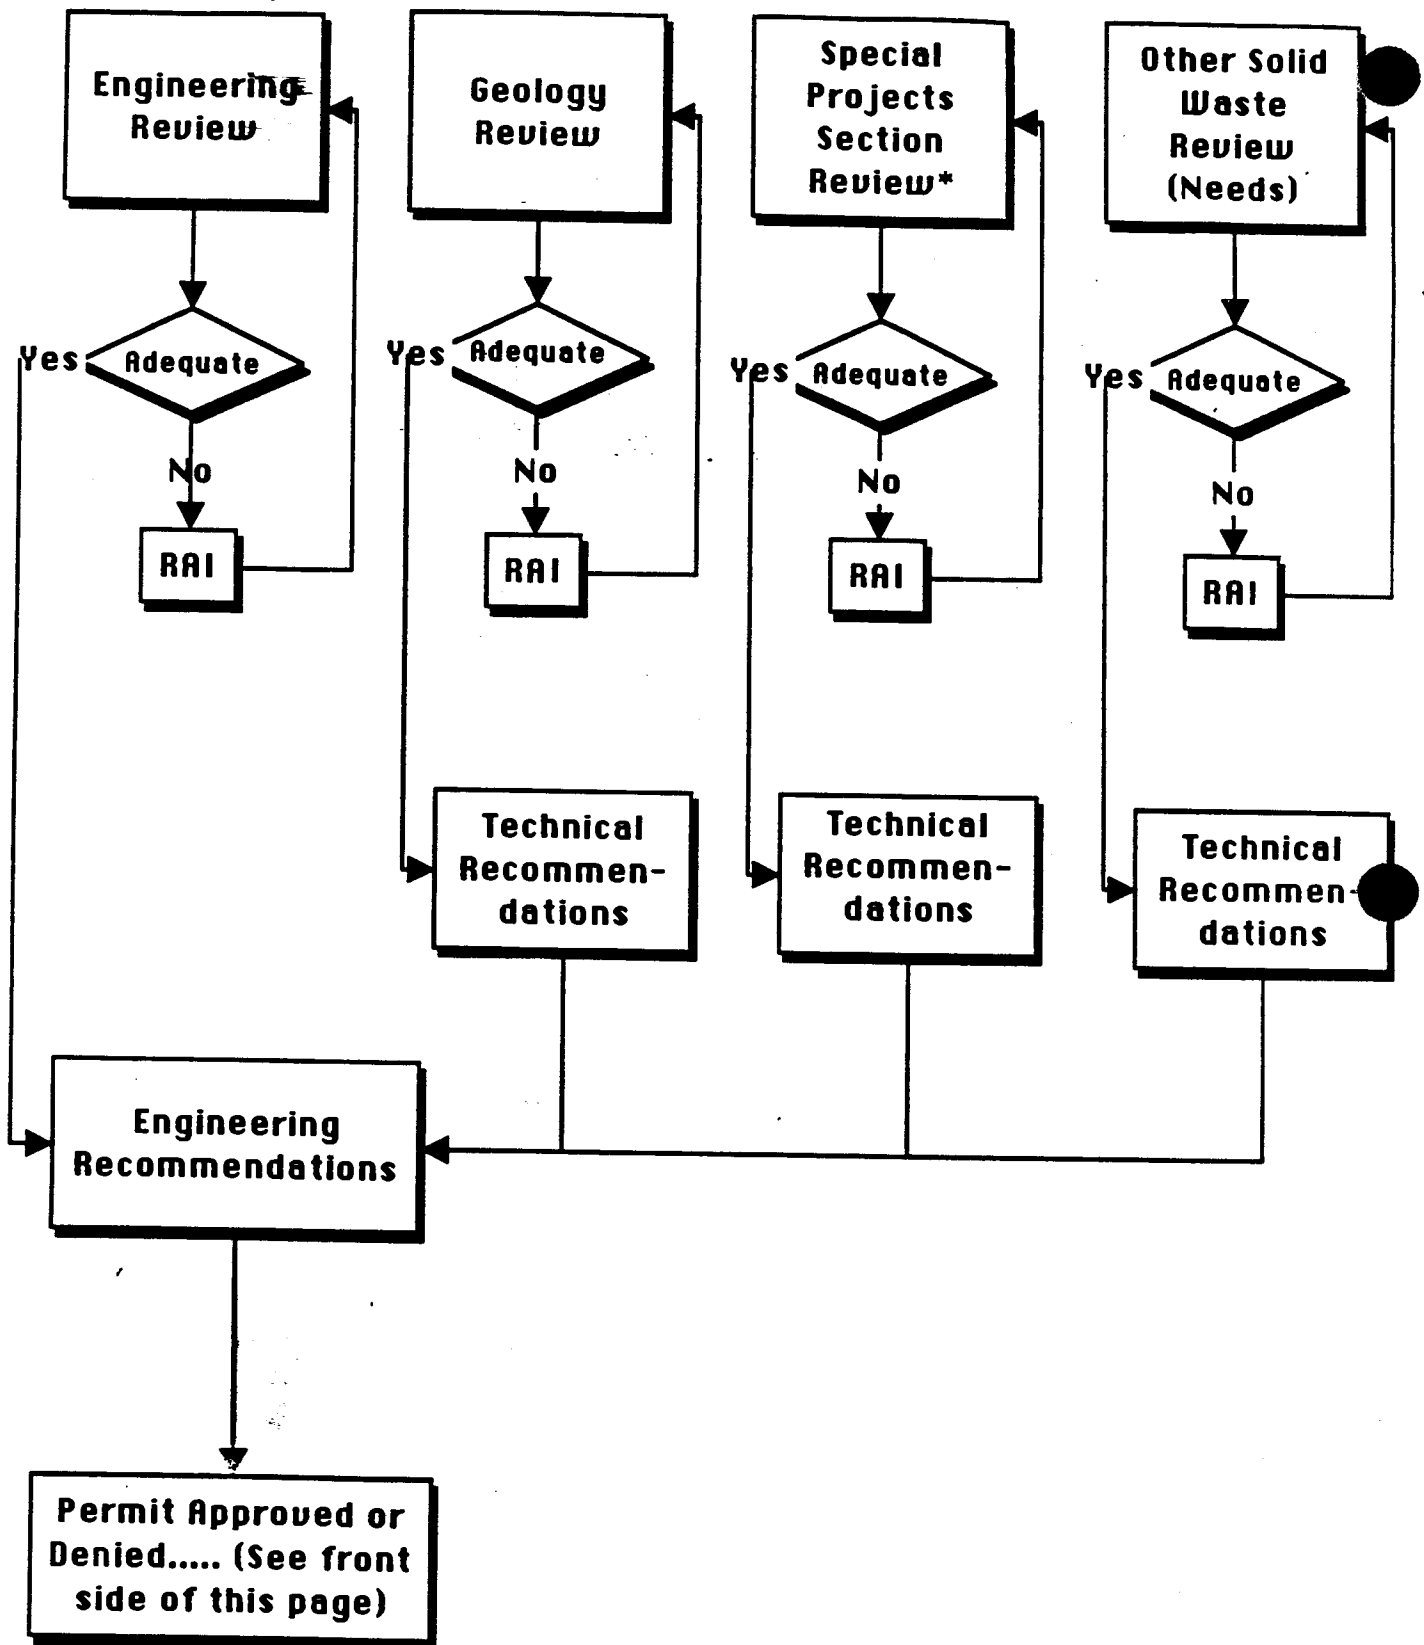 Engineering
Review
Geology
Review
Special
Projects
Section
Review*
Other Solid
Waste
Review
(Needs)
Yes
Adequate
Yes
Adequate
Yes
Adequate
Yes
Adequate
No
No
No
No
RAI
RAI
RAI
RAI
Technical
Recommen-
dations
Technical
Recommen-
dations
Technical
Recommen-
dations
Engineering
Recommendations
Permit Approved or
Denied..... (See front
side of this page)